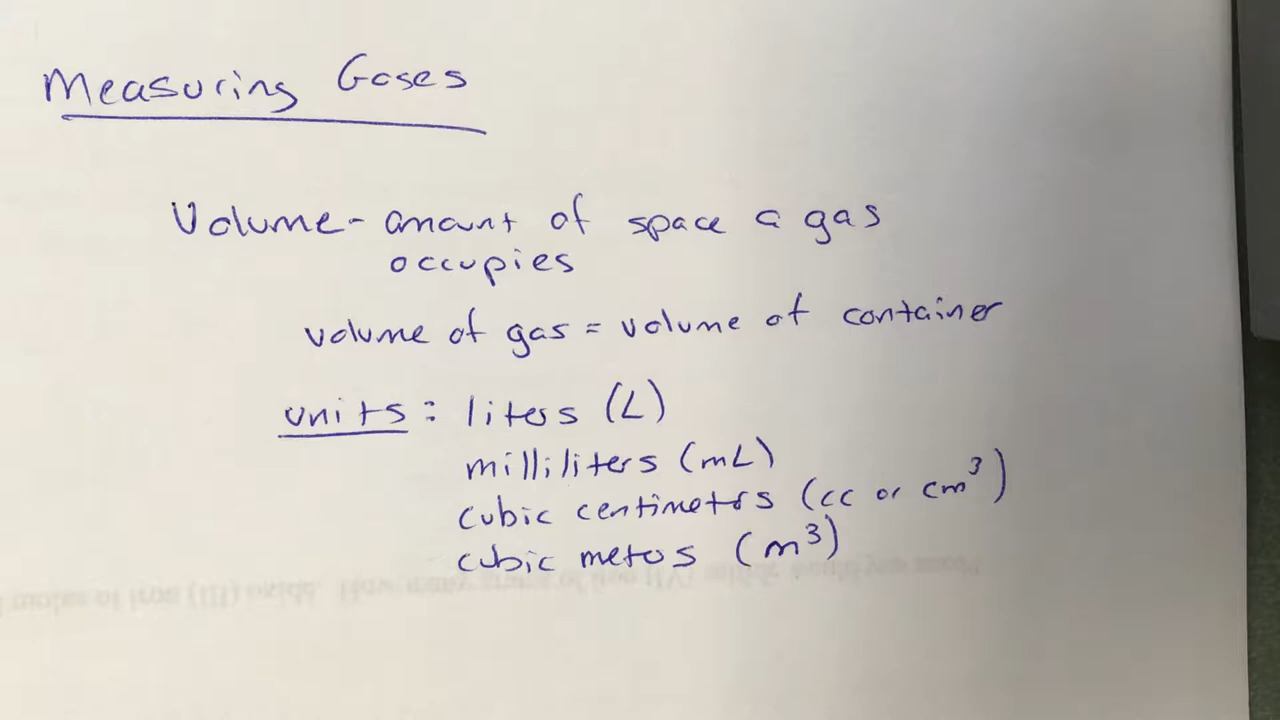 Measuring Gases
Volume - amount of space a gas
occupies
volume of gas = volume of container
units : liters (L)
milliliters (mL)
cubic centimeters (cc or cm³)
cubic meters (m³)